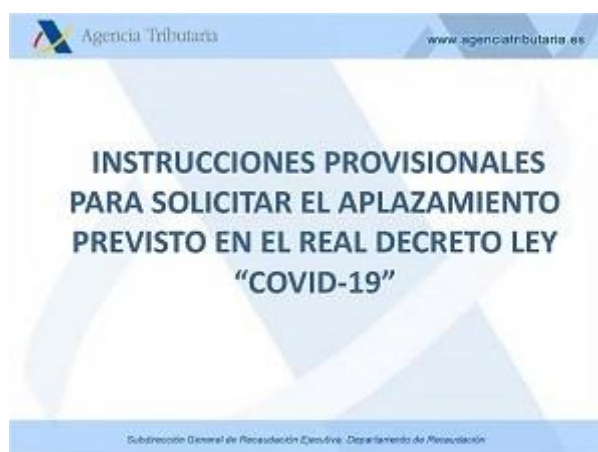 Agencia Tributaria
www.agenciatributaria.es
INSTRUCCIONES PROVISIONALES
PARA SOLICITAR EL APLAZAMIENTO
PREVISTO EN EL REAL DECRETO LEY
“COVID-19”
Subdirección General de Recaudación Ejecutiva. Departamento de Recaudación